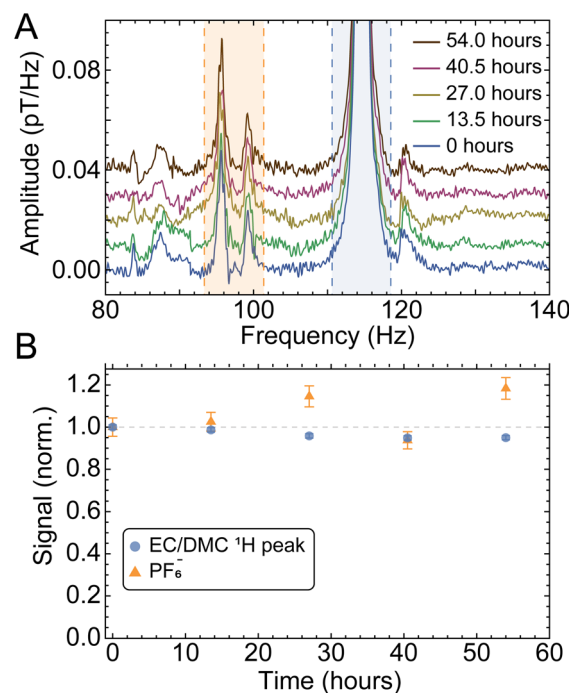 A
0.08
0.04
0.00
Amplitude (pT/Hz)
54.0 hours
40.5 hours
27.0 hours
13.5 hours
0 hours
80
100
120
140
Frequency (Hz)
B
1.2
1.0
0.8
0.6
0.4
0.2
0.0
Signal (norm.)
EC/DMC ¹H peak
PF₆⁻
0
10
20
30
40
50
60
Time (hours)